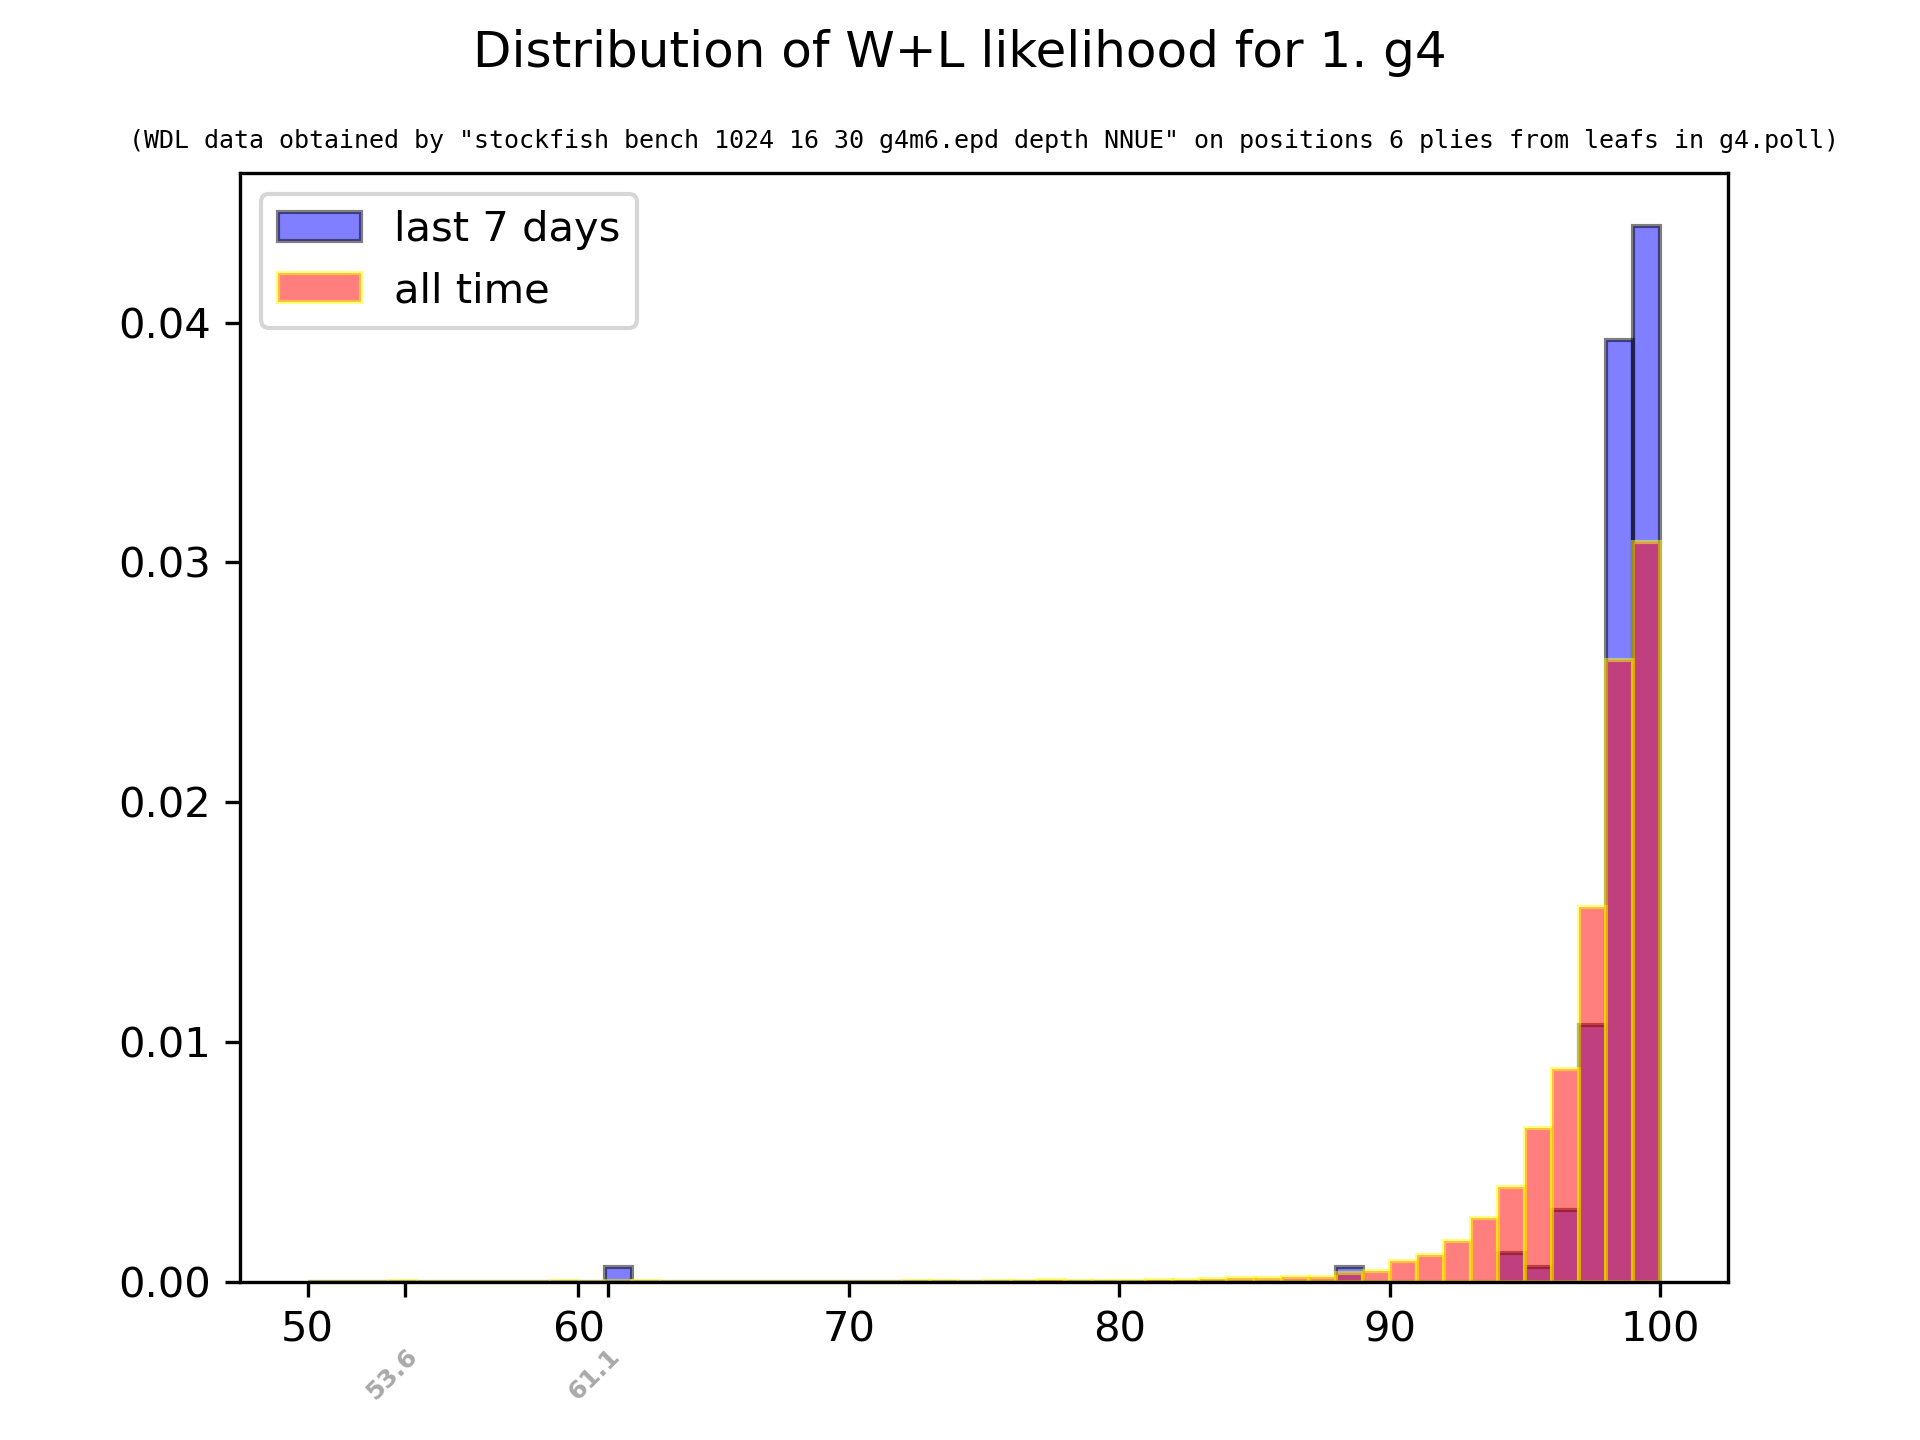 Distribution of W+L likelihood for 1. g4
(WDL data obtained by "stockfish bench 1024 16 30 g4m6.epd depth NNUE" on positions 6 plies from leafs in g4.poll)
last 7 days
all time
0.04
0.03
0.02
0.01
0.00
50 60 70 80 90 100
53.6 61.1